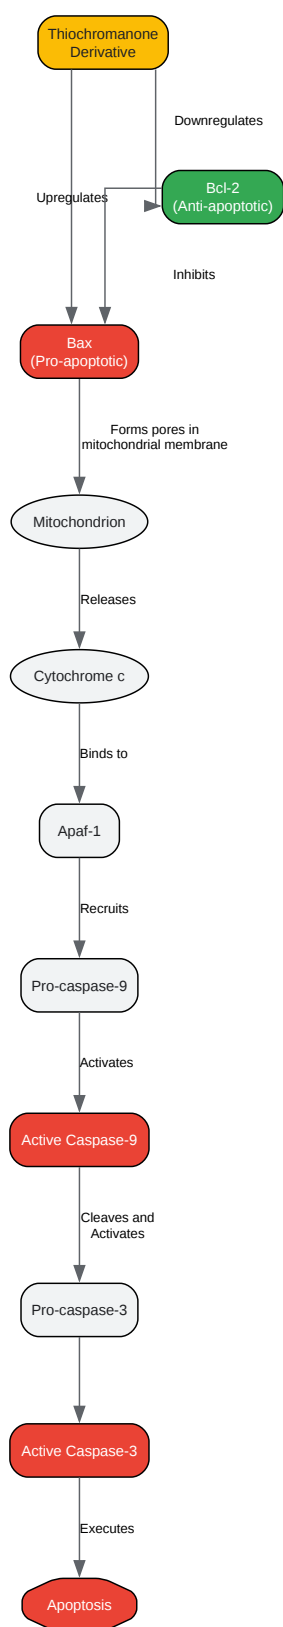 Thiochromanone
Derivative
Downregulates
Upregulates
Bcl-2
(Anti-apoptotic)
Inhibits
Bax
(Pro-apoptotic)
Forms pores in
mitochondrial membrane
Mitochondrion
Releases
Cytochrome c
Binds to
Apaf-1
Recruits
Pro-caspase-9
Activates
Active Caspase-9
Cleaves and
Activates
Pro-caspase-3
Active Caspase-3
Executes
Apoptosis